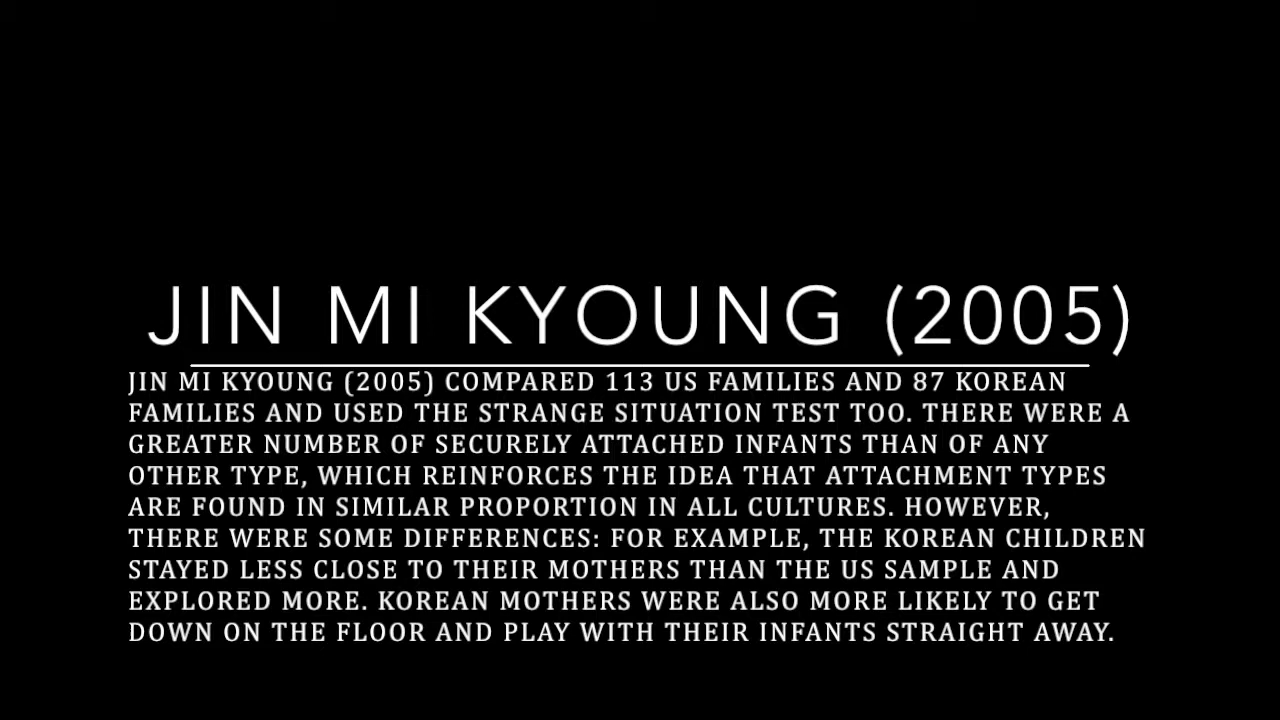 JIN MI KYOUNG (2005)
JIN MI KYOUNG (2005) COMPARED 113 US FAMILIES AND 87 KOREAN
FAMILIES AND USED THE STRANGE SITUATION TEST TOO. THERE WERE A
GREATER NUMBER OF SECURELY ATTACHED INFANTS THAN OF ANY
OTHER TYPE, WHICH REINFORCES THE IDEA THAT ATTACHMENT TYPES
ARE FOUND IN SIMILAR PROPORTION IN ALL CULTURES. HOWEVER,
THERE WERE SOME DIFFERENCES: FOR EXAMPLE, THE KOREAN CHILDREN
STAYED LESS CLOSE TO THEIR MOTHERS THAN THE US SAMPLE AND
EXPLORED MORE. KOREAN MOTHERS WERE ALSO MORE LIKELY TO GET
DOWN ON THE FLOOR AND PLAY WITH THEIR INFANTS STRAIGHT AWAY.